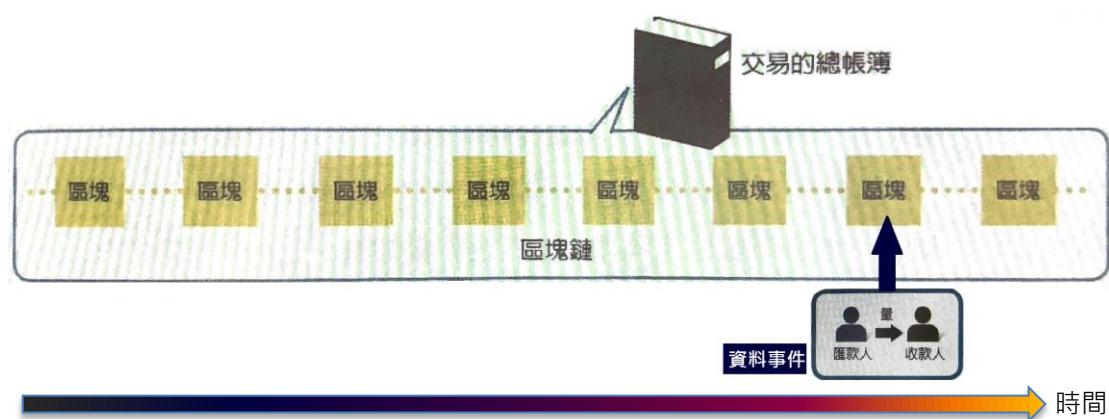 交易的總帳簿
區塊 區塊 區塊 區塊 區塊 區塊 區塊 區塊
區塊鏈
量
匯款人 收款人
資料事件
時間